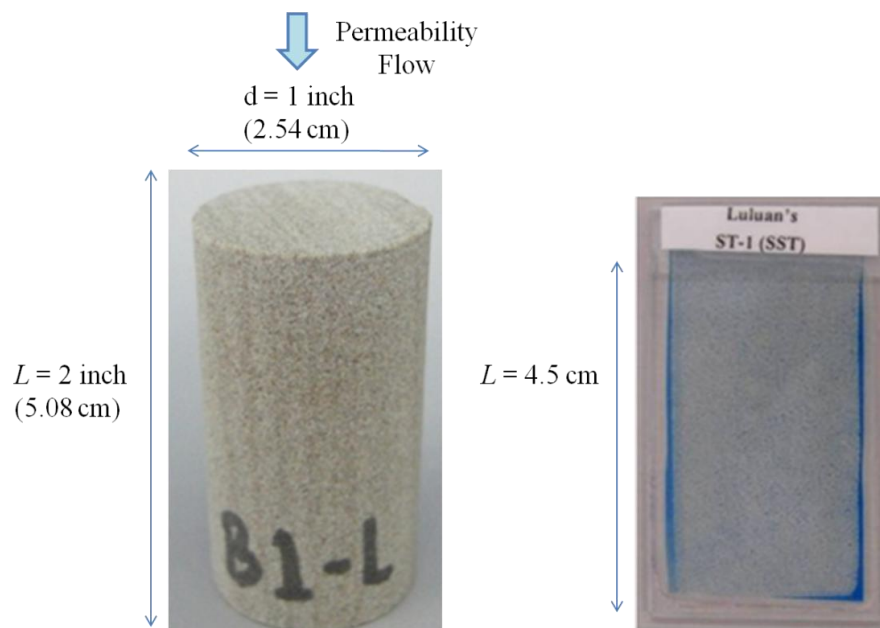 Permeability
Flow
d = 1 inch
(2.54 cm)
L = 2 inch
(5.08 cm)
B1-L
L = 4.5 cm
Luluan's
ST-1 (SST)